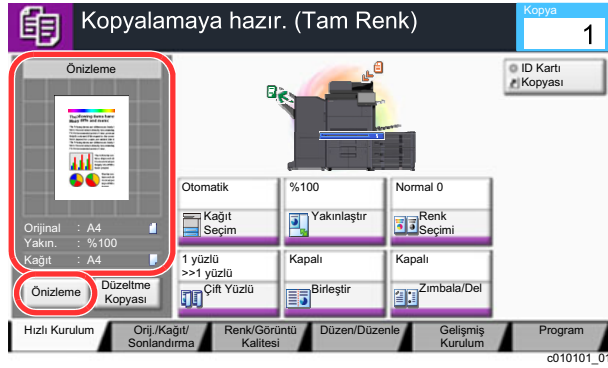 Kopyalamaya hazır. (Tam Renk)
Kopya
1
Önizleme
ID Kartı
Kopyası
1
Otomatik
%100
Normal 0
Kağıt
Seçim
Yakınlaştır
Renk
Seçimi
Orijinal : A4
Yakın. : %100
Kağıt : A4
1 yüzlü
>>1 yüzlü
Kapalı
Kapalı
Çift Yüzlü
Birleştir
Zımbala/Del
Önizleme
Düzeltme
Kopyası
Hızlı Kurulum
Orij./Kağıt/
Sonlandırma
Renk/Görüntü
Kalitesi
Düzen/Düzenle
Gelişmiş
Kurulum
Program
c010101_01